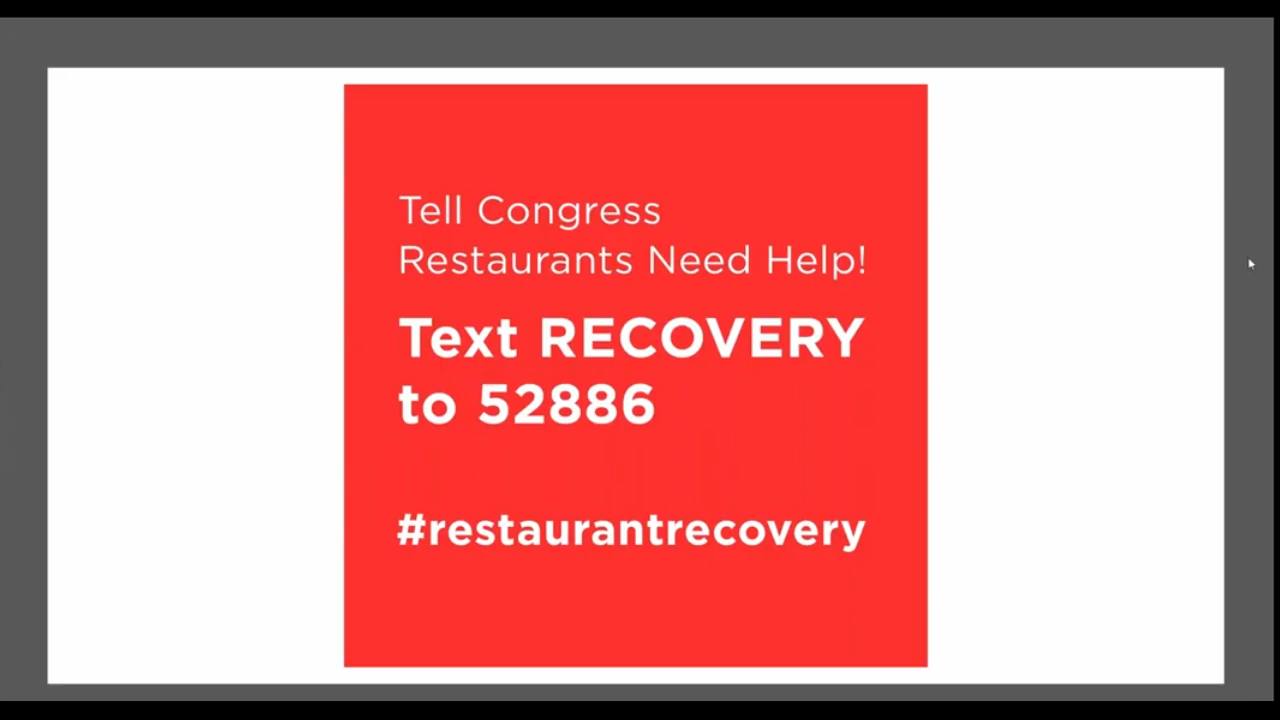 Tell Congress
Restaurants Need Help!
Text RECOVERY
to 52886
#restaurantrecovery